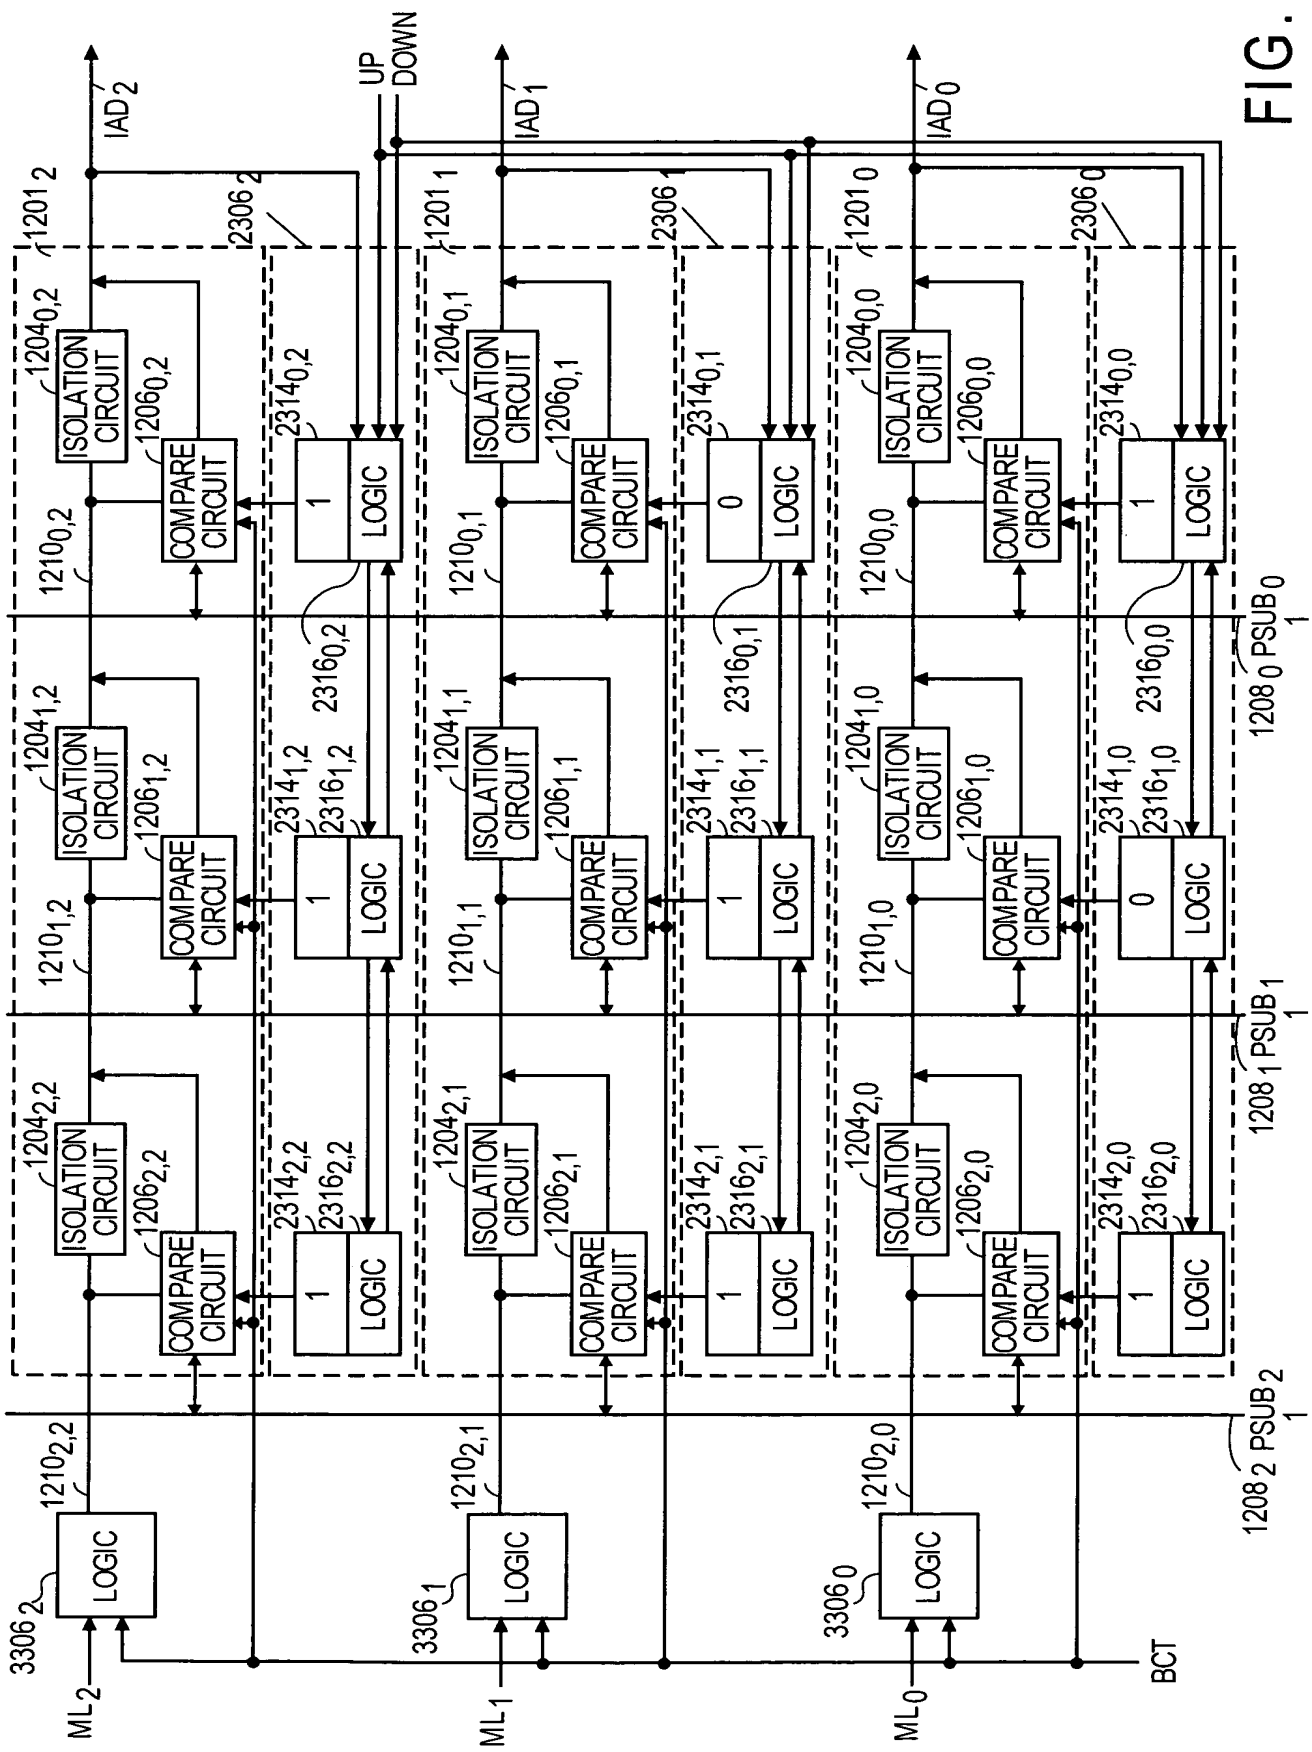 ML2
3306 2
LOGIC
1210 2,2
1204 2,2
ISOLATION
CIRCUIT
1206 2,2
COMPARE
CIRCUIT
2314 2,2
2316 2,2
1
LOGIC
1210 1,2
1204 1,2
ISOLATION
CIRCUIT
1206 1,2
COMPARE
CIRCUIT
2314 1,2
2316 1,2
1
LOGIC
1210 0,2
1204 0,2
ISOLATION
CIRCUIT
1206 0,2
COMPARE
CIRCUIT
2314 0,2
2316 0,2
1
LOGIC
1201 2
2306 2
IAD2
UP
DOWN
ML1
3306 1
LOGIC
1210 2,1
1204 2,1
ISOLATION
CIRCUIT
1206 2,1
COMPARE
CIRCUIT
2314 2,1
2316 2,1
1
LOGIC
1210 1,1
1204 1,1
ISOLATION
CIRCUIT
1206 1,1
COMPARE
CIRCUIT
2314 1,1
2316 1,1
1
LOGIC
1210 0,1
1204 0,1
ISOLATION
CIRCUIT
1206 0,1
COMPARE
CIRCUIT
2314 0,1
2316 0,1
0
LOGIC
1201 1
2306 1
IAD1
ML0
3306 0
LOGIC
1210 2,0
1204 2,0
ISOLATION
CIRCUIT
1206 2,0
COMPARE
CIRCUIT
2314 2,0
2316 2,0
1
LOGIC
1210 1,0
1204 1,0
ISOLATION
CIRCUIT
1206 1,0
COMPARE
CIRCUIT
2314 1,0
2316 1,0
0
LOGIC
1210 0,0
1204 0,0
ISOLATION
CIRCUIT
1206 0,0
COMPARE
CIRCUIT
2314 0,0
2316 0,0
1
LOGIC
1201 0
2306 0
IAD0
BCT
1208 2 PSUB2
1
1208 1 PSUB1
1
1208 0 PSUB0
1
FIG.